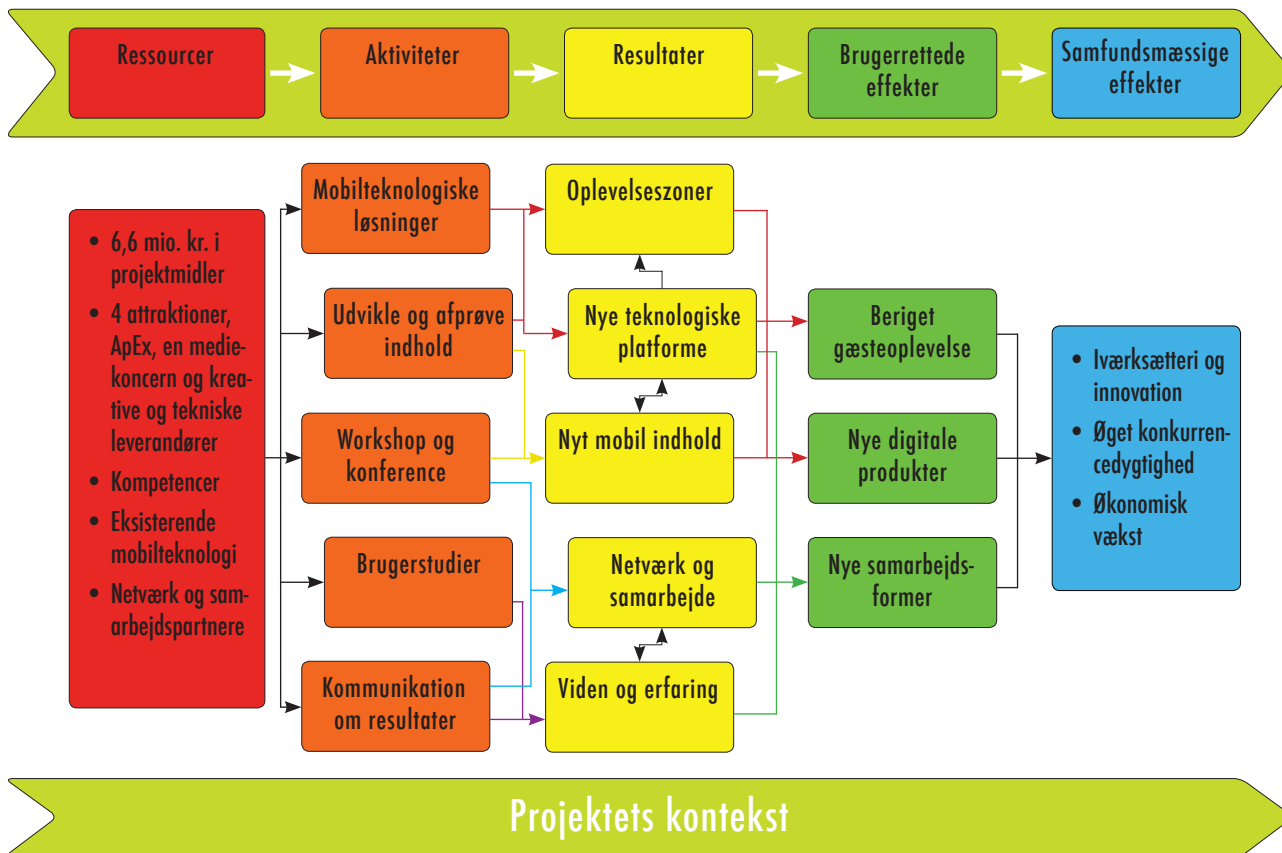 Ressourcer
Aktiviteter
Resultater
Brugerrettede
effekter
Samfundsmæssige
effekter
• 6,6 mio. kr. i
projektmidler
• 4 attraktioner,
ApEx, en medie-
koncern og krea-
tive og tekniske
leverandører
• Kompetencer
• Eksisterende
mobilteknologi
• Netværk og sam-
arbejdspartnere
Mobilteknologiske
løsninger
Udvikle og afprøve
indhold
Workshop og
konference
Brugerstudier
Kommunikation
om resultater
Oplevelseszoner
Nye teknologiske
platforme
Nyt mobil indhold
Netværk og
samarbejde
Viden og erfaring
Beriget
gæsteoplevelse
Nye digitale
produkter
Nye samarbejds-
former
• Iværksætteri og
innovation
• Øget konkurren-
cedygtighed
• Økonomisk
vækst
Projektets kontekst